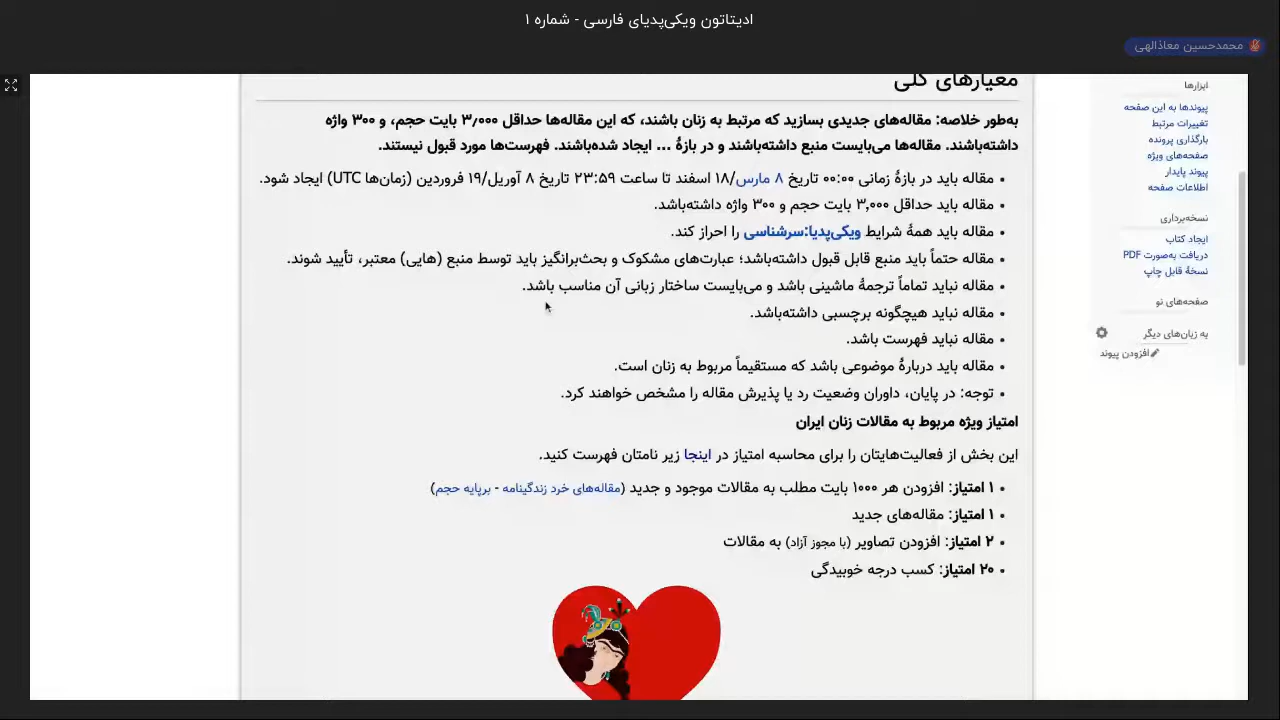 ادیتاتون ویکی‌پدیای فارسی - شماره ۱
محمدحسین معاذالهی
معیارهای کلی
به‌طور خلاصه: مقاله‌های جدیدی بسازید که مرتبط به زنان باشند، که این مقاله‌ها حداقل ۳٫۰۰۰ بایت حجم، و ۳۰۰ واژه
داشته‌باشند. مقاله‌ها می‌بایست منبع داشته‌باشند و در بازهٔ ... ایجاد شده‌باشند. فهرست‌ها مورد قبول نیستند.
• مقاله باید در بازهٔ زمانی ۰۰:۰۰ تاریخ ۸ مارس/۱۸ اسفند تا ساعت ۲۳:۵۹ تاریخ ۸ آوریل/۱۹ فروردین (زمان‌ها UTC) ایجاد شود.
• مقاله باید حداقل ۳٬۰۰۰ بایت حجم و ۳۰۰ واژه داشته‌باشد.
• مقاله باید همهٔ شرایط ویکی‌پدیا:سرشناسی را احراز کند.
• مقاله حتماً باید منبع قابل قبول داشته‌باشد؛ عبارت‌های مشکوک و بحث‌برانگیز باید توسط منبع (هایی) معتبر، تأیید شوند.
• مقاله نباید تماماً ترجمهٔ ماشینی باشد و می‌بایست ساختار زبانی آن مناسب باشد.
• مقاله نباید هیچگونه برچسبی داشته‌باشد.
• مقاله نباید فهرست باشد.
• مقاله باید دربارهٔ موضوعی باشد که مستقیماً مربوط به زنان است.
• توجه: در پایان، داوران وضعیت رد یا پذیرش مقاله را مشخص خواهند کرد.
امتیاز ویژه مربوط به مقالات زنان ایران
این بخش از فعالیت‌هایتان را برای محاسبه امتیاز در اینجا زیر نامتان فهرست کنید.
• ۱ امتیاز: افزودن هر ۱۰۰۰ بایت مطلب به مقالات موجود و جدید (مقاله‌های خرد زندگینامه - برپایه حجم)
• ۱ امتیاز: مقاله‌های جدید
• ۲ امتیاز: افزودن تصاویر (با مجوز آزاد) به مقالات
• ۲۰ امتیاز: کسب درجه خوبیدگی
ابزارها
پیوندها به این صفحه
تغییرات مرتبط
بارگذاری پرونده
صفحه‌های ویژه
پیوند پایدار
اطلاعات صفحه
نسخه‌برداری
ایجاد کتاب
دریافت به‌صورت PDF
نسخهٔ قابل چاپ
صفحه‌های نو
به زبان‌های دیگر
افزودن پیوند